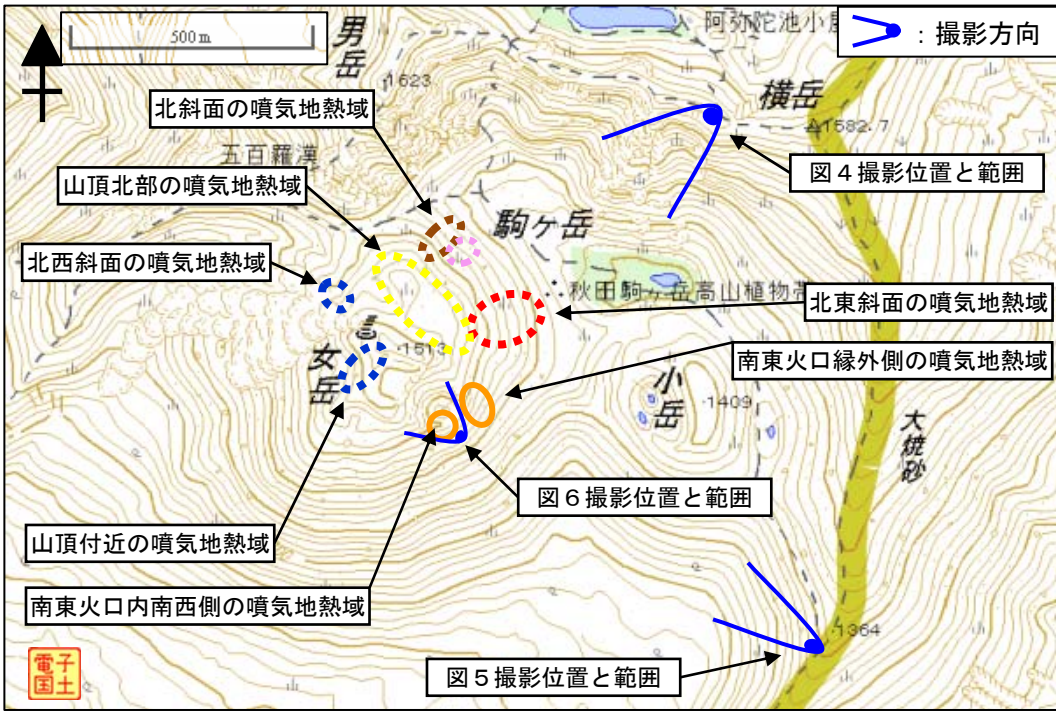 500m
男岳
・1623
阿弥陀池小屋
：撮影方向
横岳
1582.7
北斜面の噴気地熱域
五百羅漢
図4撮影位置と範囲
山頂北部の噴気地熱域
駒ヶ岳
北西斜面の噴気地熱域
秋田駒ヶ岳高山植物帯
北東斜面の噴気地熱域
・1513
女岳
南東火口縁外側の噴気地熱域
小岳
・1409
大焼砂
図6撮影位置と範囲
山頂付近の噴気地熱域
南東火口内南西側の噴気地熱域
・1364
図5撮影位置と範囲
電子
国土